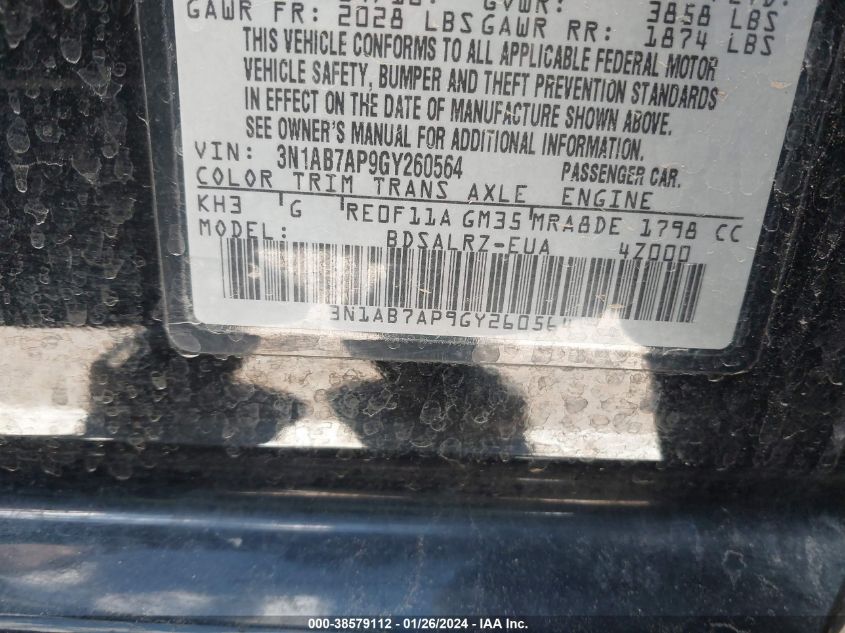 GVWR:
GAWR FR: 2028 LBS GAWR RR: 3858 LBS
1874 LBS
THIS VEHICLE CONFORMS TO ALL APPLICABLE FEDERAL MOTOR
VEHICLE SAFETY, BUMPER AND THEFT PREVENTION STANDARDS
IN EFFECT ON THE DATE OF MANUFACTURE SHOWN ABOVE.
SEE OWNER'S MANUAL FOR ADDITIONAL INFORMATION.
VIN: 3N1AB7AP9GY260564 PASSENGER CAR.
COLOR TRIM TRANS AXLE ENGINE
KH3 G RE0F11A GM35 MRA8DE 1798 CC
MODEL: BDSALRZ-EUA 4Z000
3N1AB7AP9GY260564
000-38579112 - 01/26/2024 - IAA Inc.